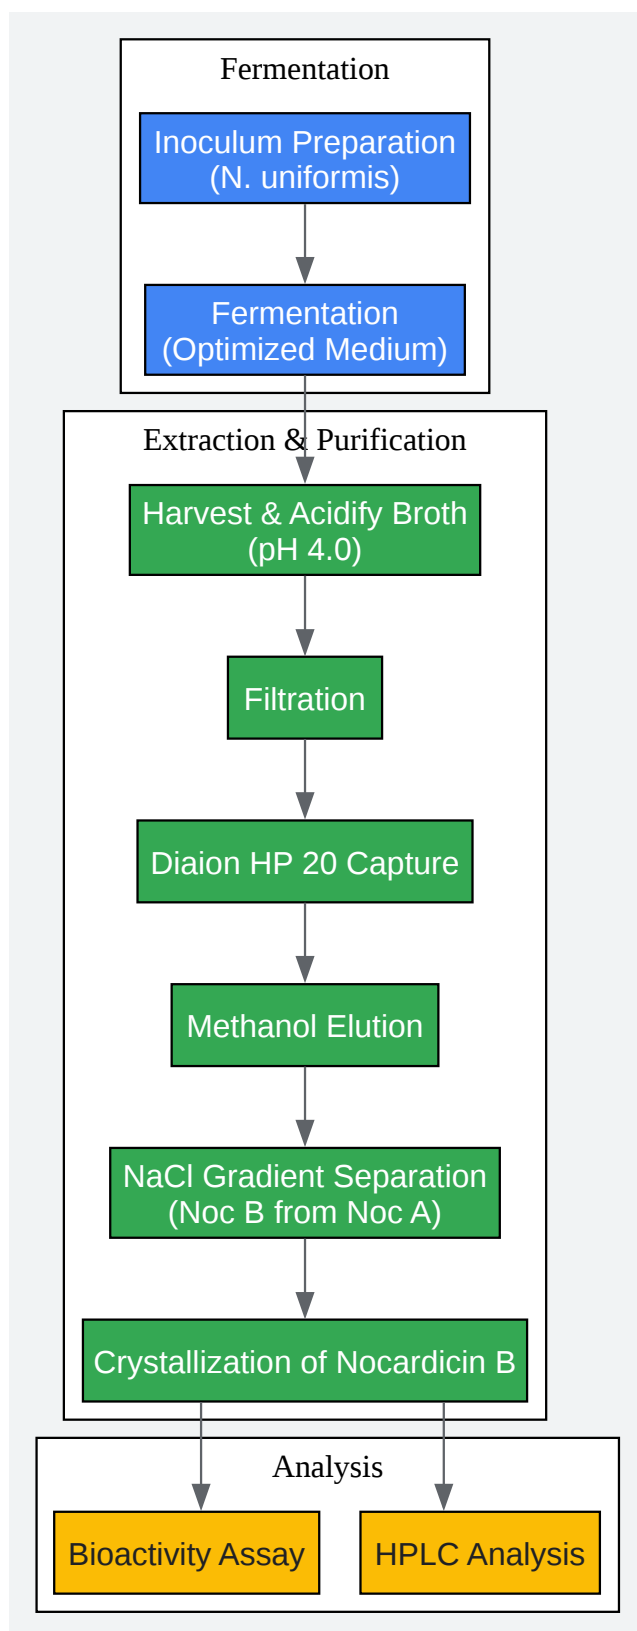 Fermentation
Inoculum Preparation
(N. uniformis)
Fermentation
(Optimized Medium)
Extraction & Purification
Harvest & Acidify Broth
(pH 4.0)
Filtration
Diaion HP 20 Capture
Methanol Elution
NaCl Gradient Separation
(Noc B from Noc A)
Crystallization of Nocardicin B
Analysis
Bioactivity Assay
HPLC Analysis